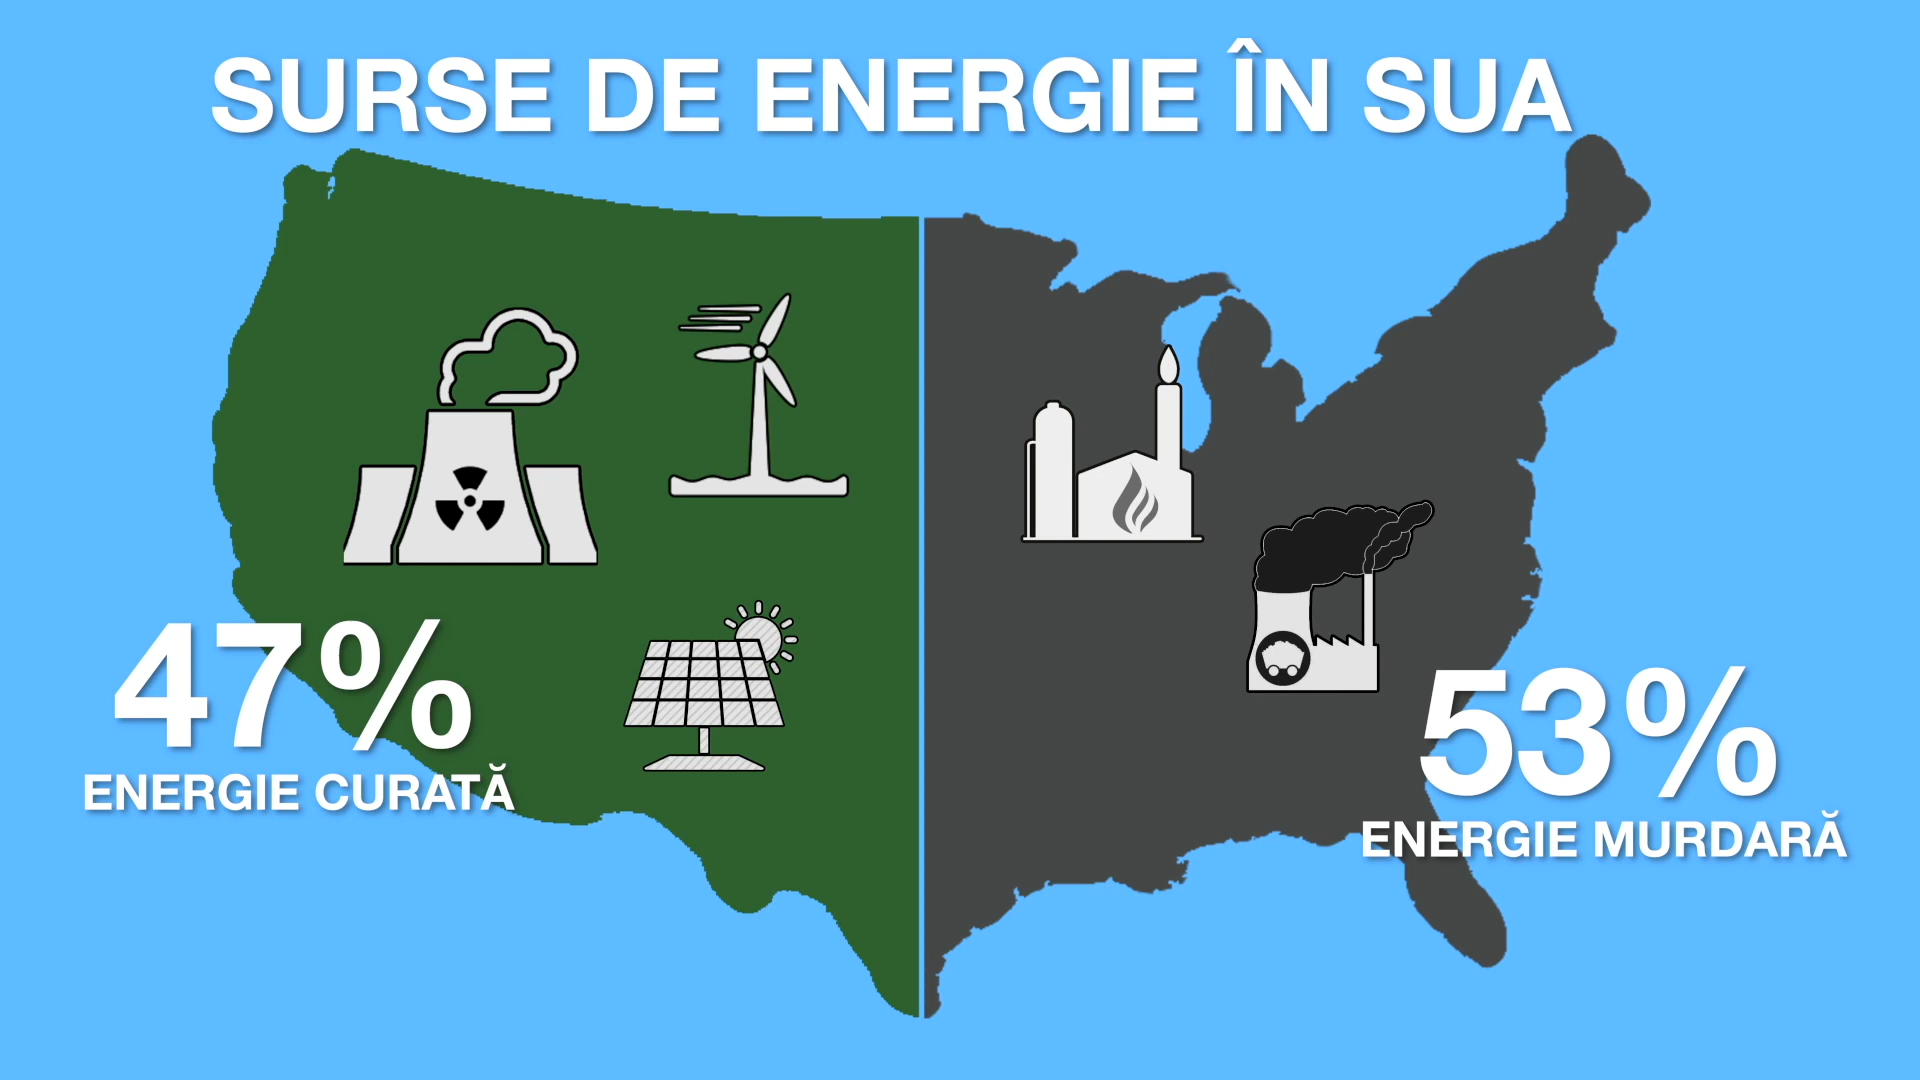 SURSE DE ENERGIE ÎN SUA
47%
ENERGIE CURATĂ
53%
ENERGIE MURDARĂ